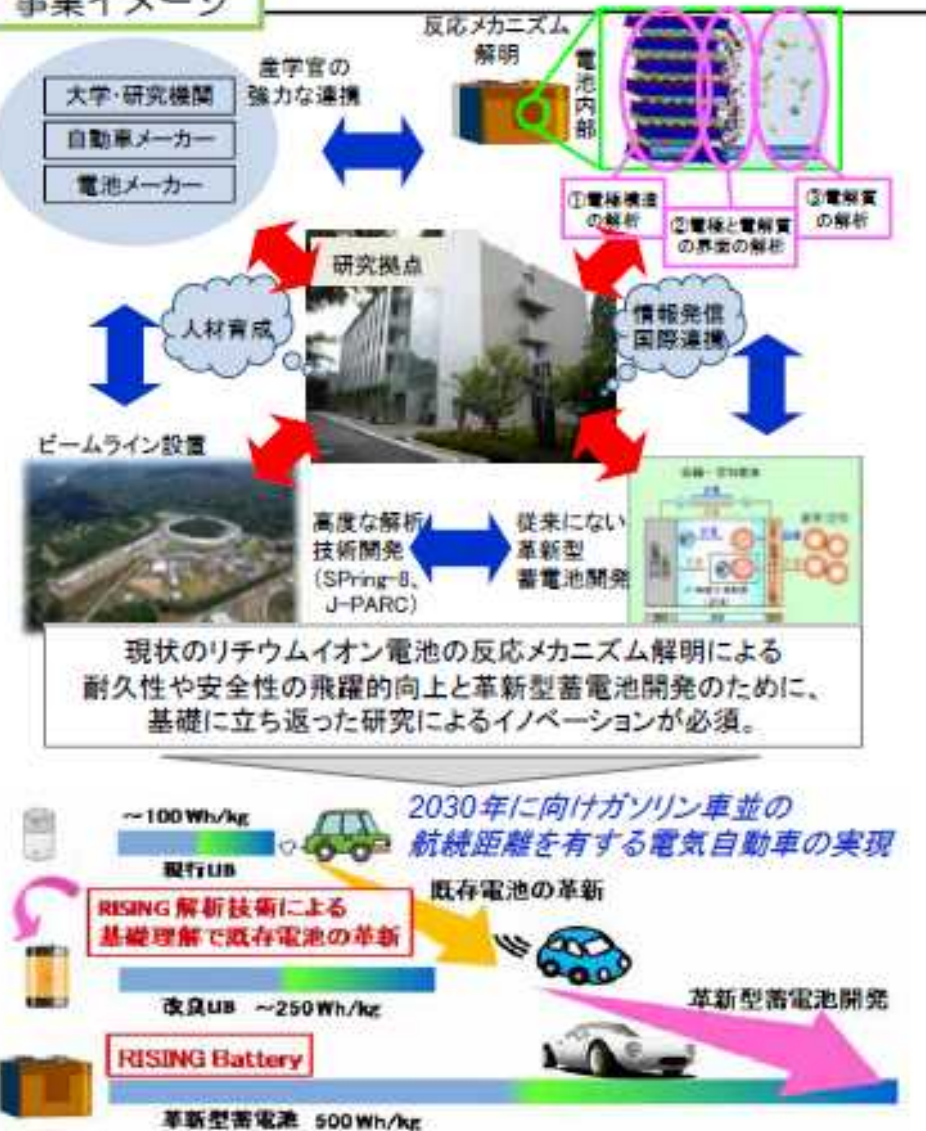 事業イメージ
大学・研究機関
自動車メーカー
電池メーカー
産学官の
強力な連携
反応メカニズム
解明
電池内部
①電極構造
の解析
②電極と電解質
の界面の解析
③電解質
の解析
研究拠点
人材育成
情報発信
国際連携
ビームライン設置
高度な解析
技術開発
(SPring-8、
J-PARC)
従来にない
革新型
蓄電池開発
現状のリチウムイオン電池の反応メカニズム解明による
耐久性や安全性の飛躍的向上と革新型蓄電池開発のために、
基礎に立ち返った研究によるイノベーションが必須。
～100Wh/kg
現行LIB
2030年に向けガソリン車並の
航続距離を有する電気自動車の実現
既存電池の革新
RISING 解析技術による
基礎理解で既存電池の革新
改良LIB ～250Wh/kg
革新型蓄電池開発
RISING Battery
革新型蓄電池 500Wh/kg